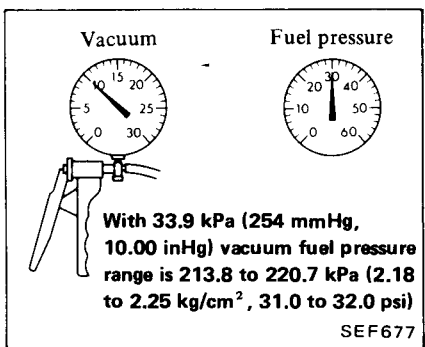 Vacuum
Fuel pressure
0 5 10 15 20 25 30
0 10 20 30 40 50 60
With 33.9 kPa (254 mmHg,
10.00 inHg) vacuum fuel pressure
range is 213.8 to 220.7 kPa (2.18
to 2.25 kg/cm², 31.0 to 32.0 psi)
SEF677